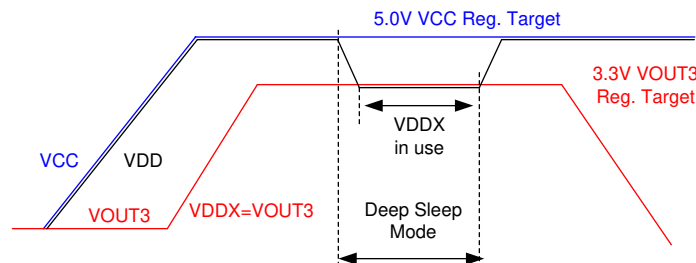 5.0V VCC Reg. Target
3.3V VOUT3
Reg. Target
VDDX
in use
VCC
VDD
VOUT3
VDDX=VOUT3
Deep Sleep
Mode